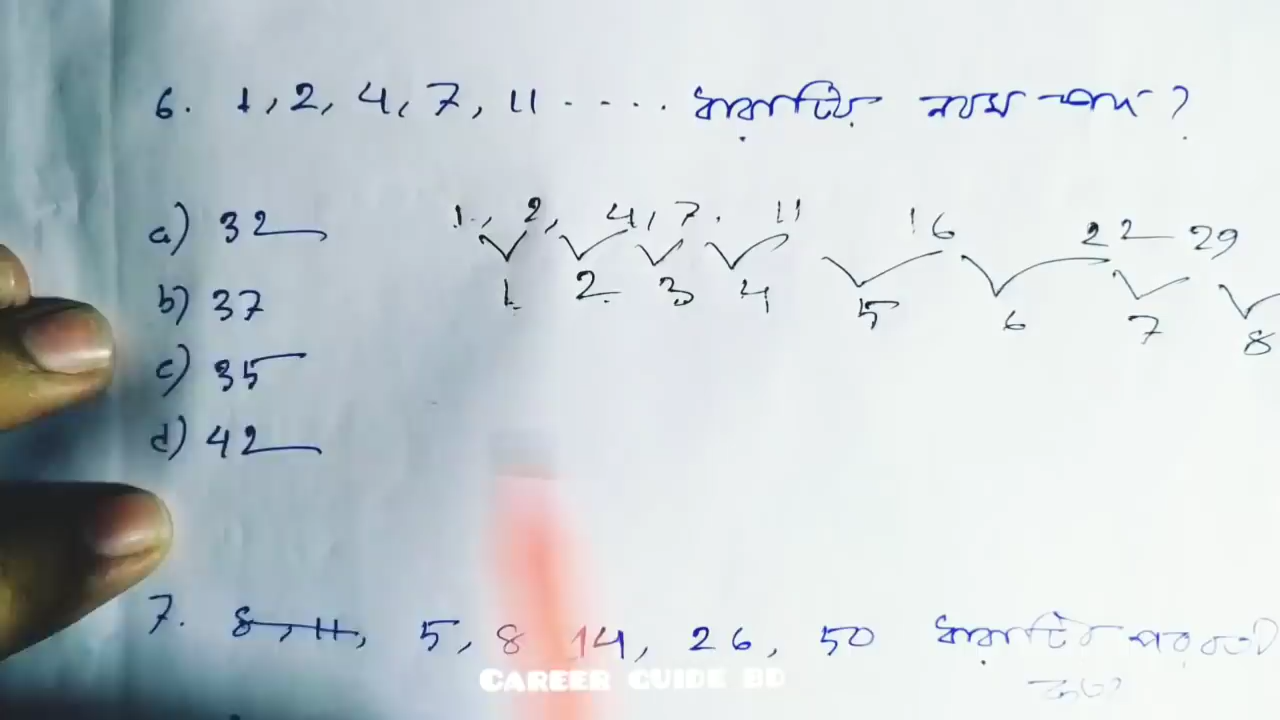 6. 1, 2, 4, 7, 11 ..... ধারাটির নবম পদ ?
a) 32
1, 2, 4, 7, 11 16 22 29
1 2 3 4 5 6 7 8
b) 37
c) 35
d) 42
7. 8, 11, 5, 8 14, 26, 50 ধারাটির পরবর্তী
CAREER GUIDE BD